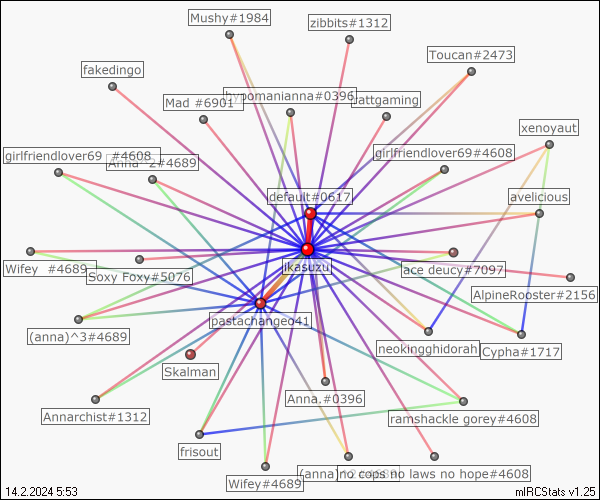 Mushy#1984
zibbits#1312
Toucan#2473
fakedingo
Mad #6901
hypomanianna#0396
Jattgaming
xenoyaut
girlfriendlover69 #4608
Anna^2#4689
girlfriendlover69#4608
default#0617
avelicious
Wifey #4689
Soxy Foxy#5076
ikasuzu
ace deucy#7097
AlpineRooster#2156
(anna)^3#4689
pastachangeo41
neokingghidorah
Cypha#1717
Skalman
Annarchist#1312
Anna.#0396
ramshackle gorey#4608
frisout
Wifey#4689
(anna)
no cops no laws no hope#4608
14.2.2024 5:53
mIRCStats v1.25